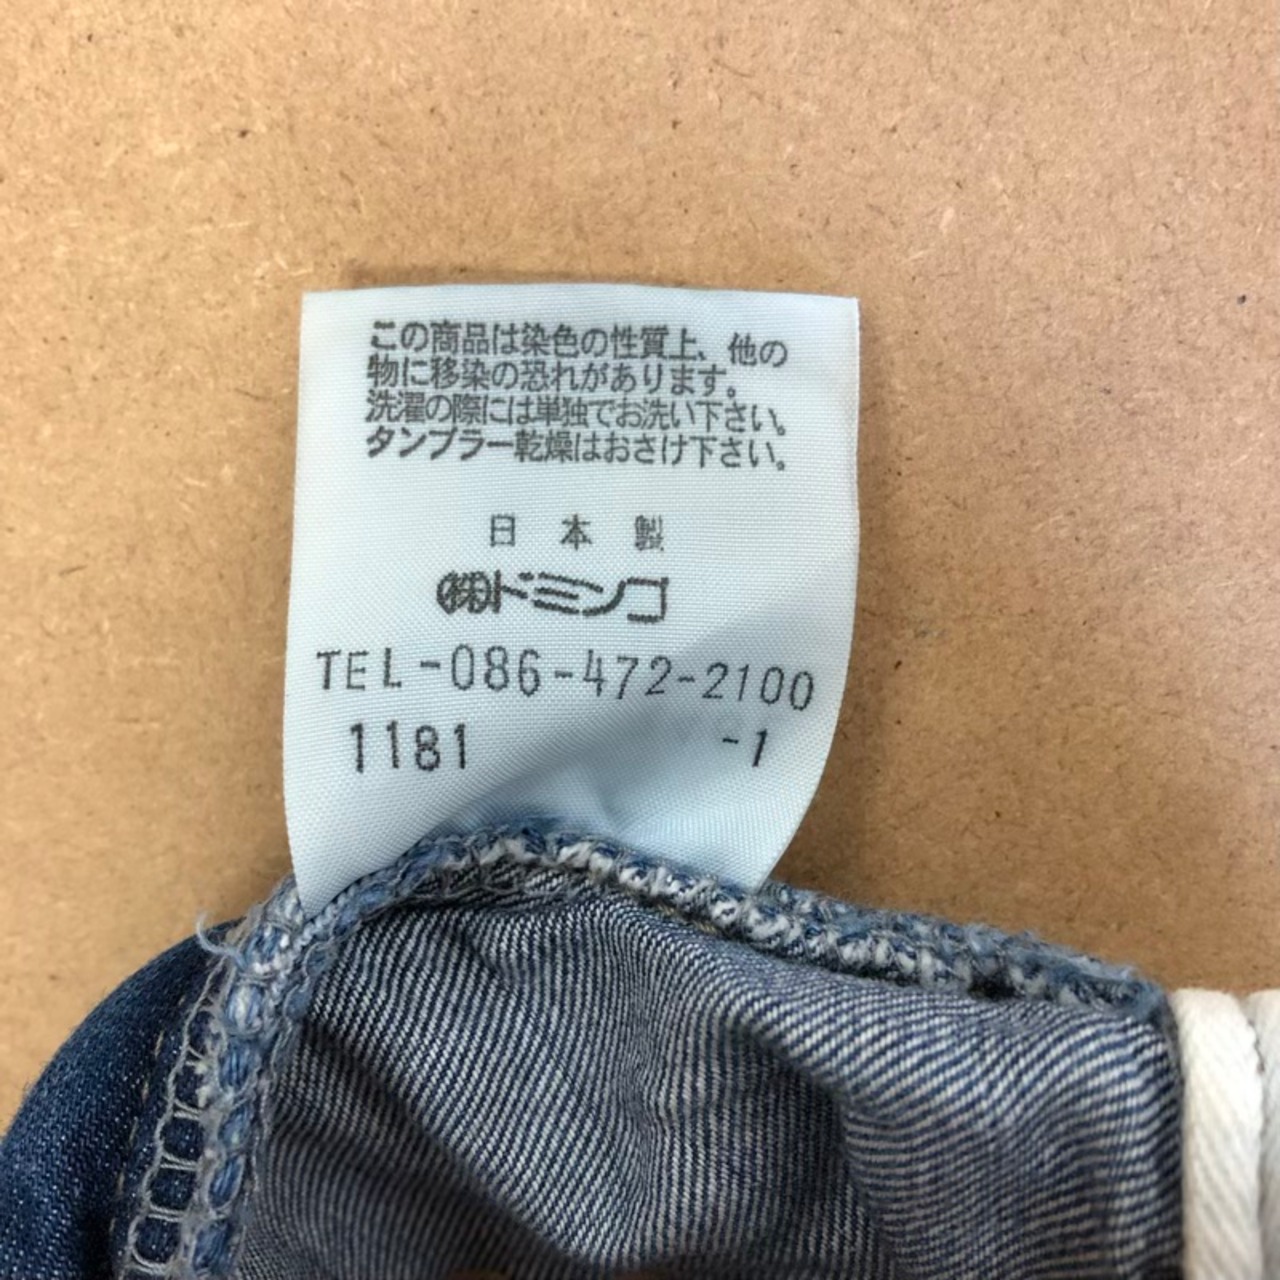 この商品は染色の性質上、他の
物に移染の恐れがあります。
洗濯の際には単独でお洗い下さい。
タンブラー乾燥はおさけ下さい。
日本製
㈱ドミンゴ
TEL-086-472-2100
1181 -1